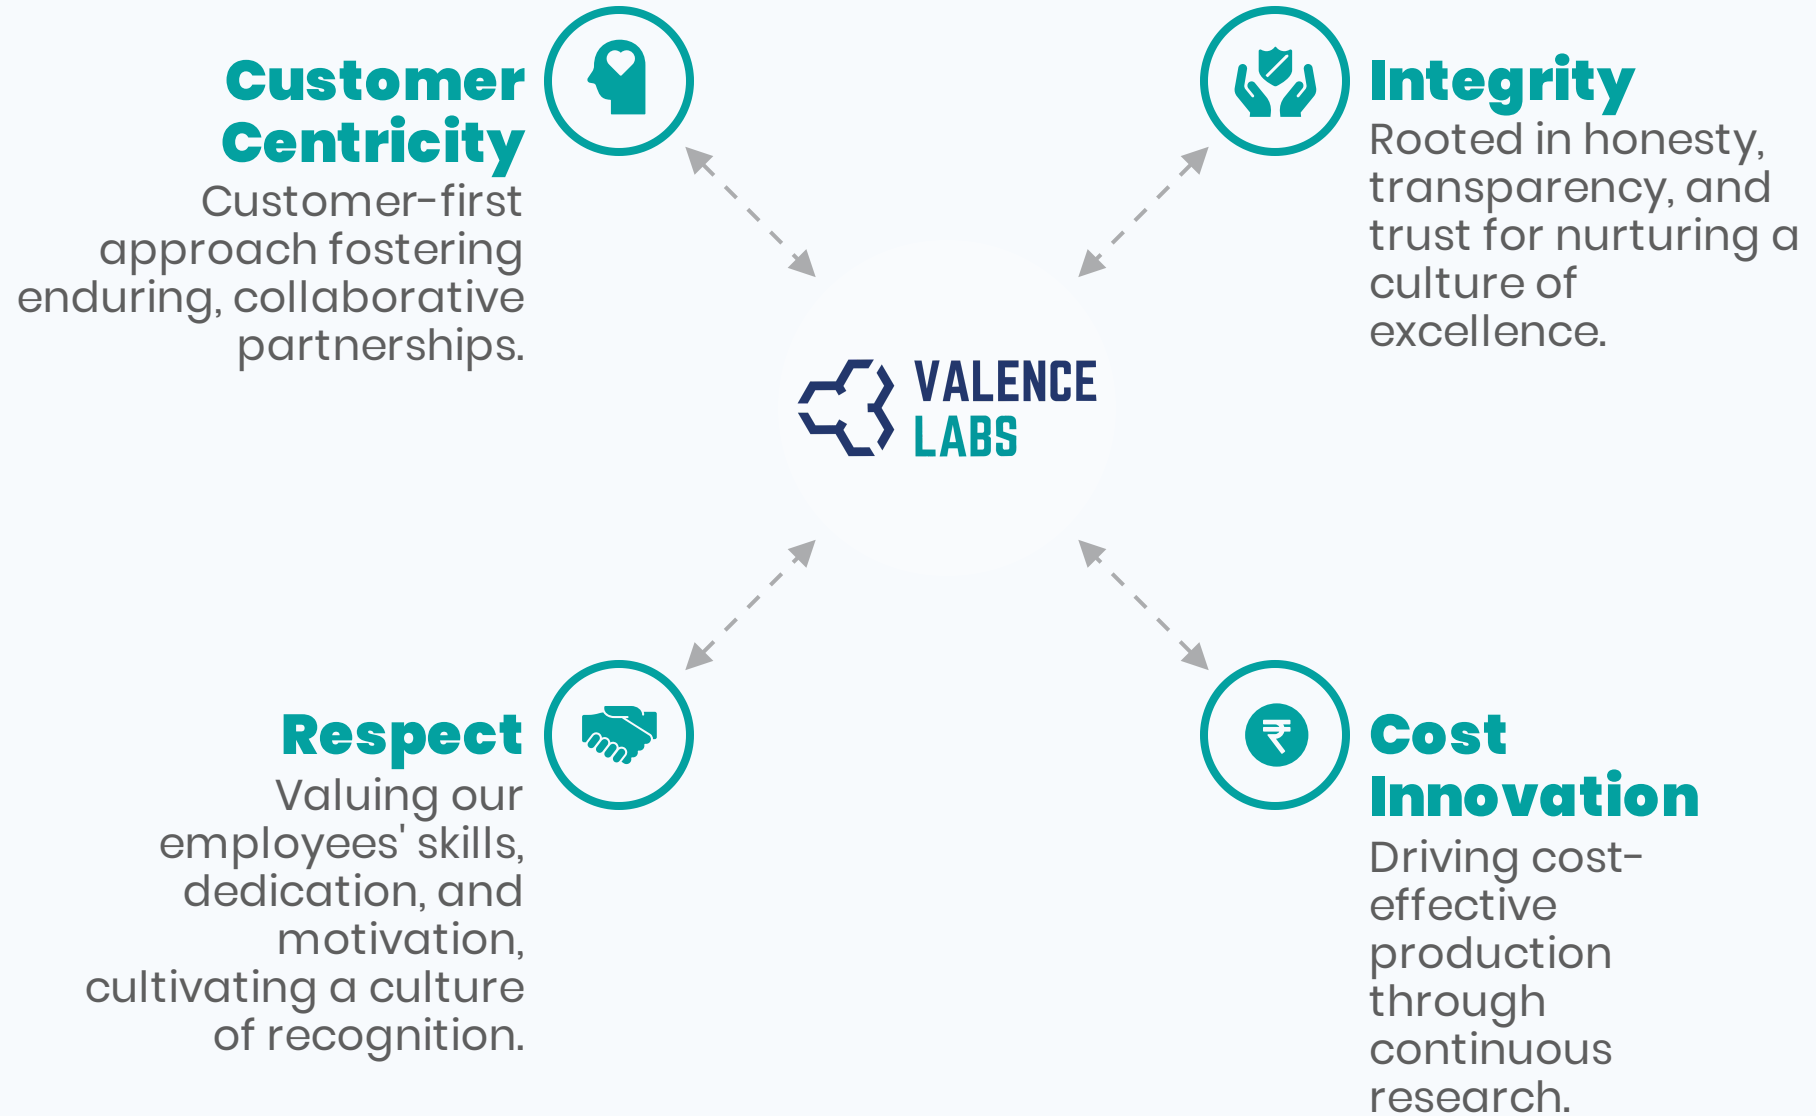 Customer
Centricity
Customer-first
approach fostering
enduring, collaborative
partnerships.
Integrity
Rooted in honesty,
transparency, and
trust for nurturing a
culture of
excellence.
VALENCE
LABS
Respect
Valuing our
employees' skills,
dedication, and
motivation,
cultivating a culture
of recognition.
₹
Cost
Innovation
Driving cost-
effective
production
through
continuous
research.